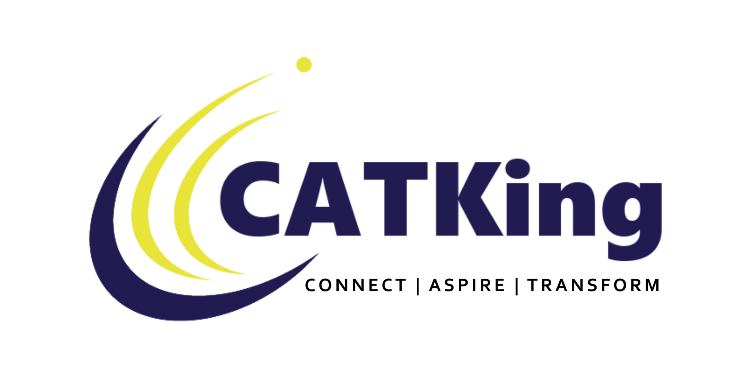 CATKing
CONNECT | ASPIRE | TRANSFORM